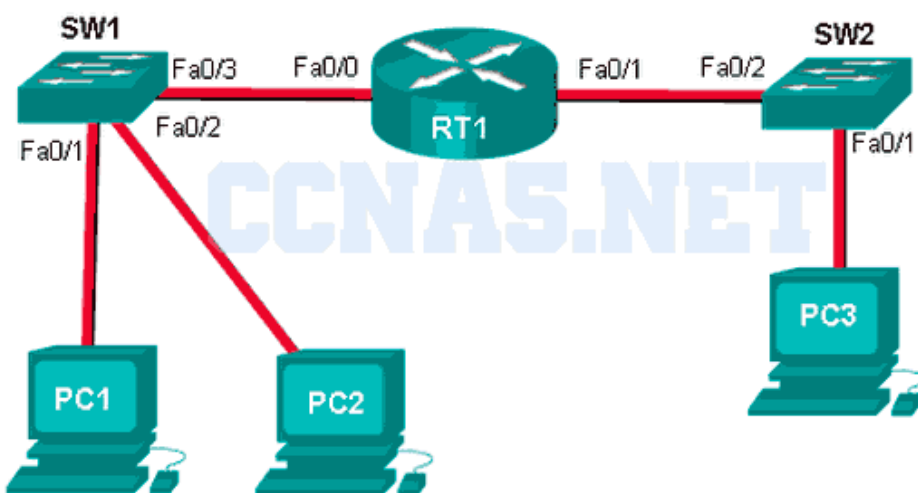 SW1
SW2
Fa0/3
Fa0/0
Fa0/1
Fa0/2
RT1
Fa0/2
Fa0/1
Fa0/1
CCNAS.NET
PC3
PC1
PC2